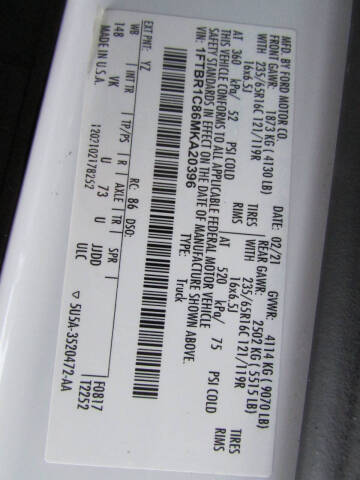 MFD. BY FORD MOTOR CO.
DATE: 02/21 GVWR: 4114 KG ( 9070 LB)
FRONT GAWR: 1873 KG ( 4130 LB) REAR GAWR: 2502 KG ( 5515 LB)
WITH 235/65R16C 121/119R TIRES WITH 235/65R16C 121/119R TIRES
16x6.5J RIMS 16x6.5J RIMS
AT 360 kPa/ 52 PSI COLD AT 520 kPa/ 75 PSI COLD
THIS VEHICLE CONFORMS TO ALL APPLICABLE FEDERAL MOTOR VEHICLE
SAFETY STANDARDS IN EFFECT ON THE DATE OF MANUFACTURE SHOWN ABOVE.
VIN: 1FTBR1C86MKA20396
TYPE: Truck
EXT PNT: YZ RC: 86 DSO:
WB INT TR TP/PS R AXLE TR SPR
148 VK U 73 U JJDD
MADE IN U.S.A. 1207102178252 UIC
F0817
T2252
5U5A-3520472-AA